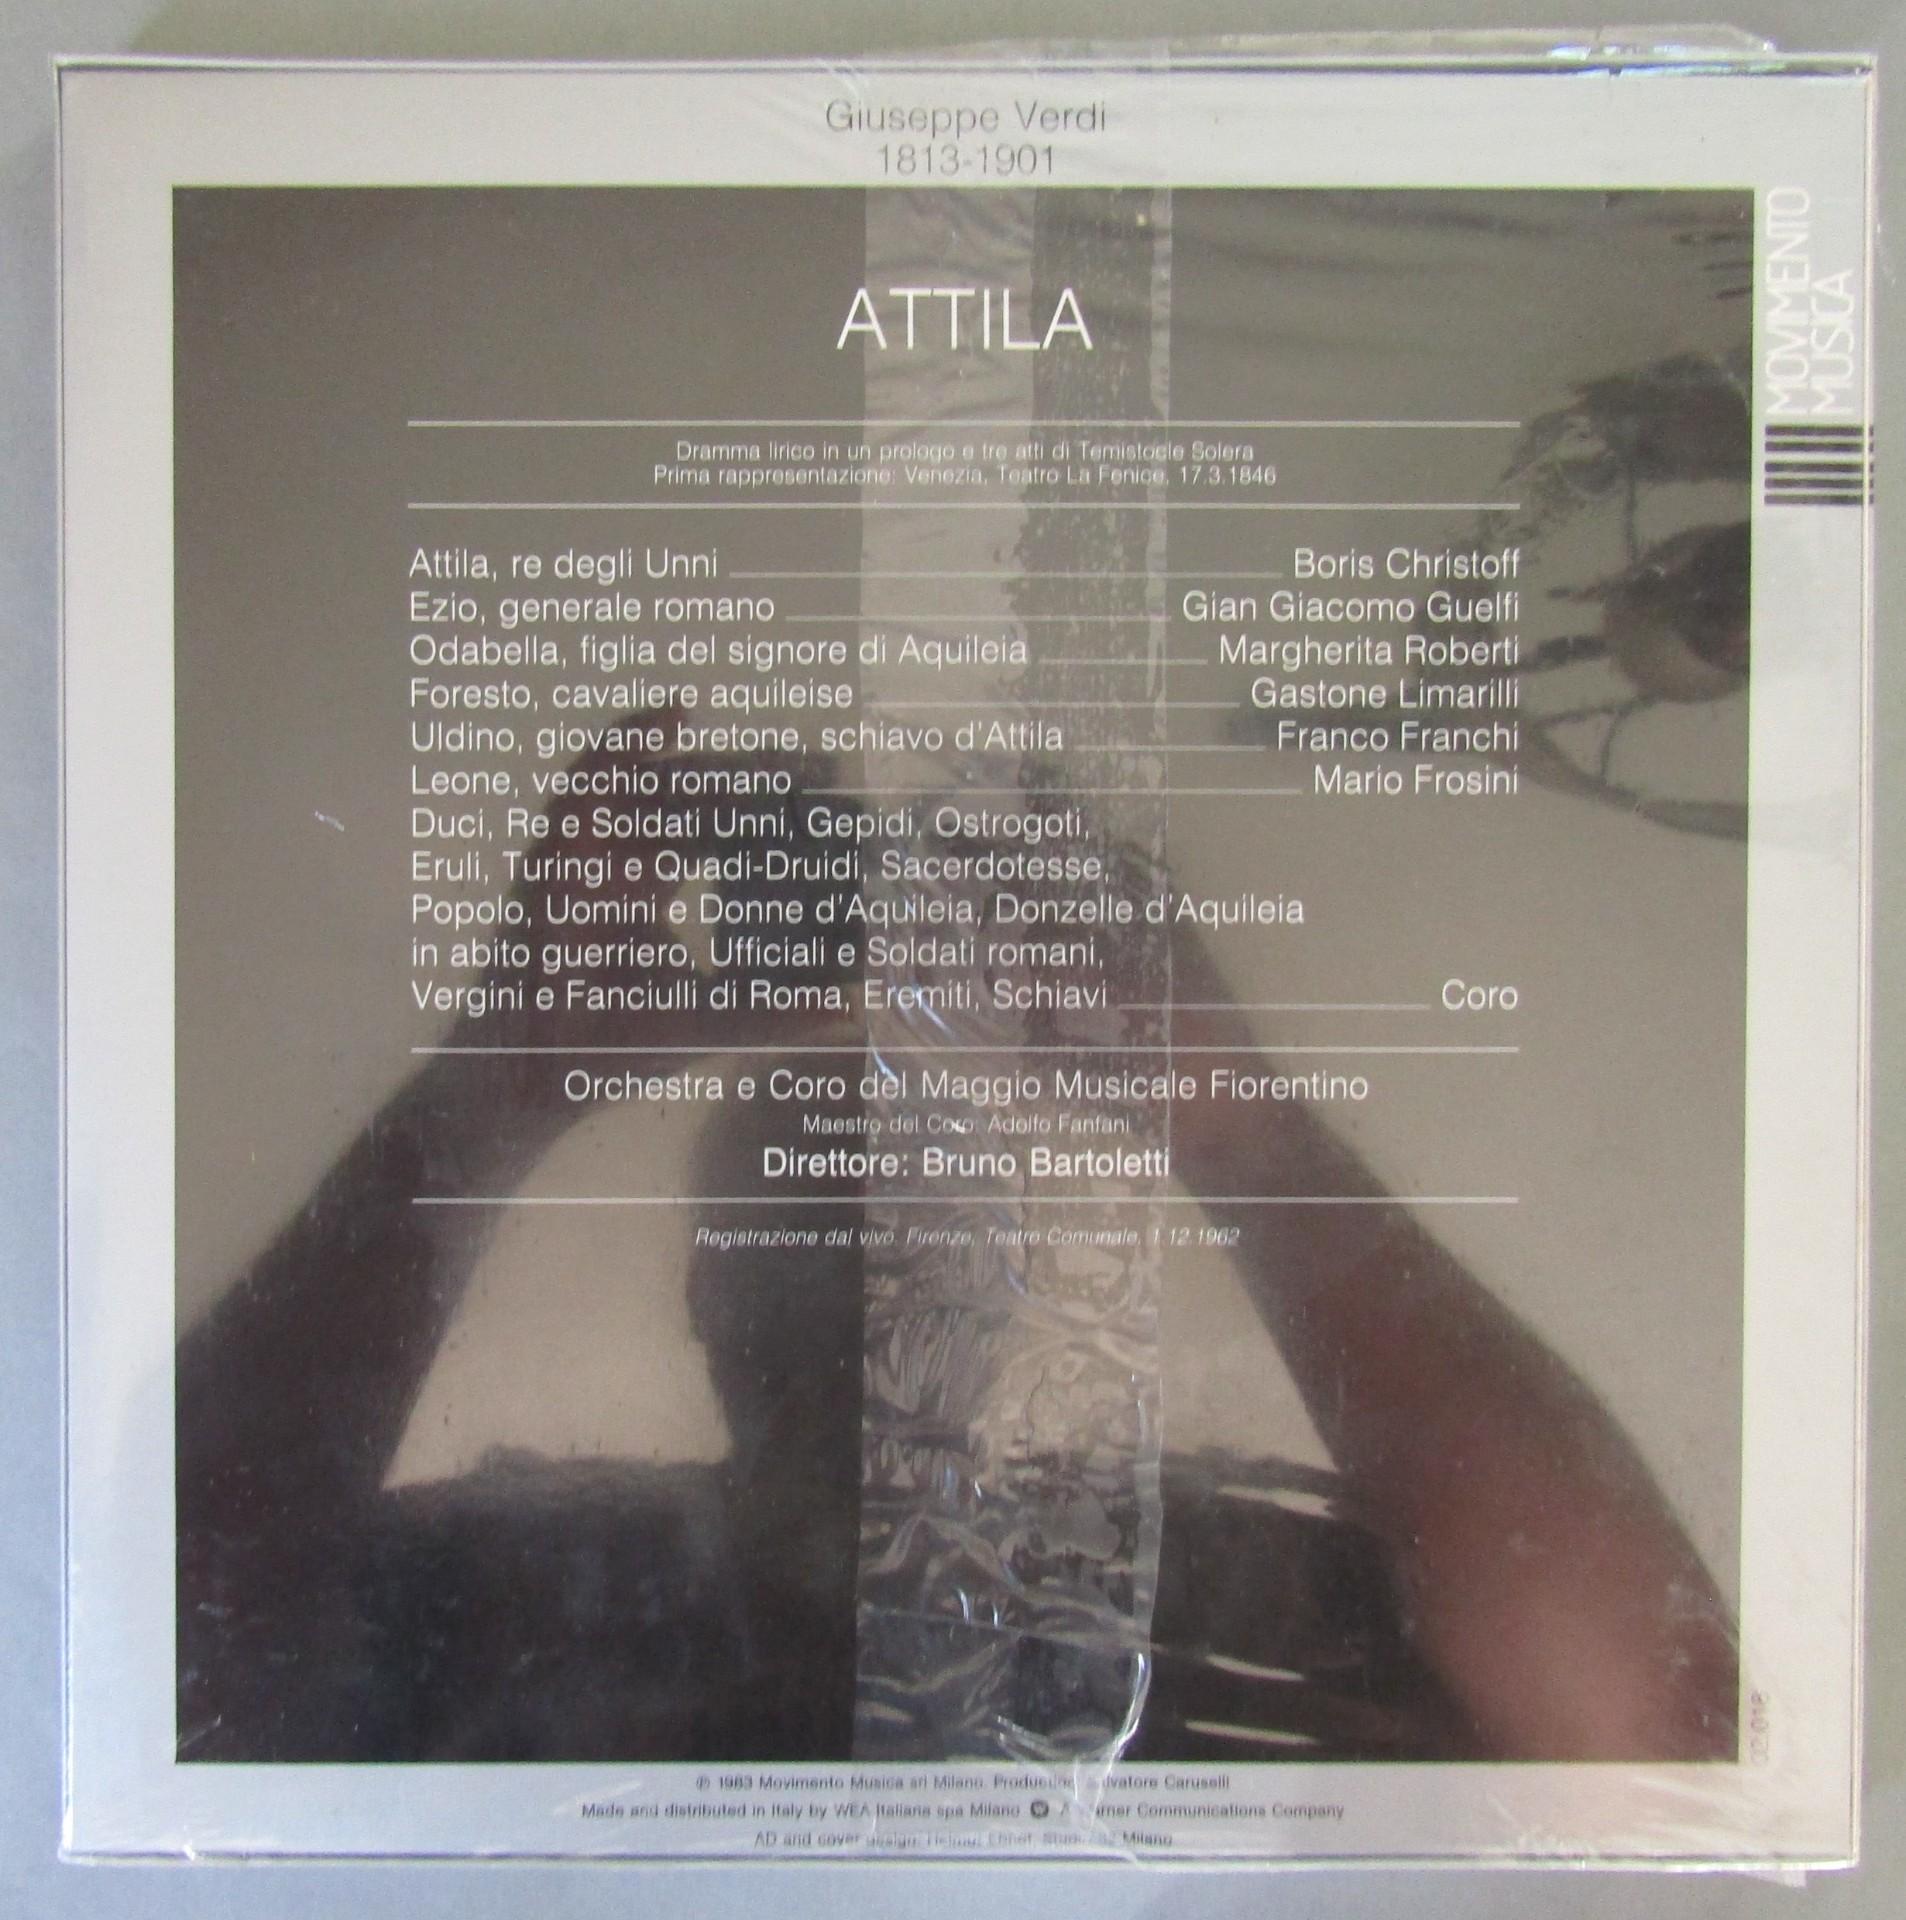 Giuseppe Verdi
1813-1901
MOVIMENTO
MUSICA
ATTILA
Dramma lirico in un prologo e tre atti di Temistocle Solera
Prima rappresentazione: Venezia, Teatro La Fenice, 17.3.1846
Attila, re degli Unni Boris Christoff
Ezio, generale romano Gian Giacomo Guelfi
Odabella, figlia del signore di Aquileia Margherita Roberti
Foresto, cavaliere aquileise Gastone Limarilli
Uldino, giovane bretone, schiavo d'Attila Franco Franchi
Leone, vecchio romano Mario Frosini
Duci, Re e Soldati Unni, Gepidi, Ostrogoti,
Eruli, Turingi e Quadi-Druidi, Sacerdotesse,
Popolo, Uomini e Donne d'Aquileia, Donzelle d'Aquileia
in abito guerriero, Ufficiali e Soldati romani,
Vergini e Fanciulli di Roma, Eremiti, Schiavi Coro
Orchestra e Coro del Maggio Musicale Fiorentino
Maestro del Coro: Adolfo Fanfani
Direttore: Bruno Bartoletti
Registrazione dal vivo. Firenze, Teatro Comunale, 1.12.1962
02.018
℗ 1983 Movimento Musica srl Milano. Caruselli
Made and distributed in Italy by WEA Italiana spa Milano Communications Company
AD and cover design: Milano